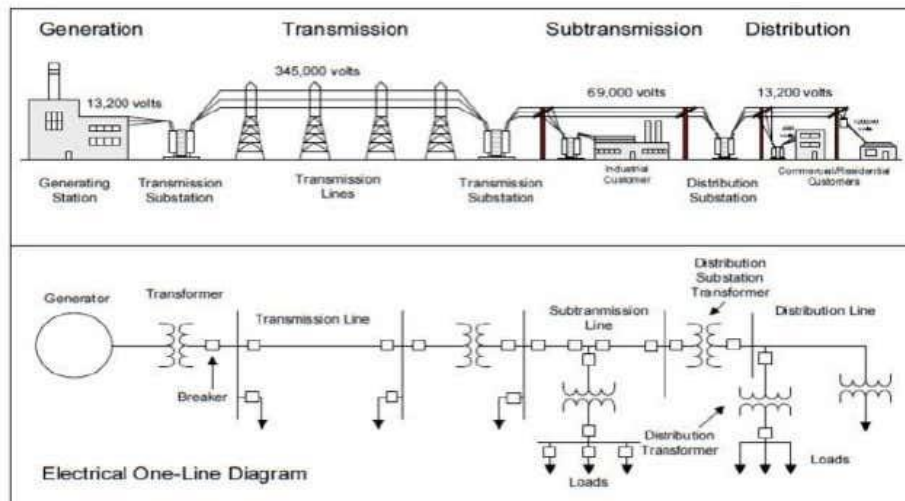 Generation
Transmission
Subtransmission
Distribution
345,000 volts
13,200 volts
69,000 volts
13,200 volts
Generating
Station
Transmission
Substation
Transmission
Lines
Transmission
Substation
Industrial
Customer
Distribution
Substation
Commercial/Residential
Customers
Generator
Transformer
Breaker
Transmission Line
Subtranmission
Line
Distribution
Substation
Transformer
Distribution Line
Distribution
Transformer
Loads
Loads
Electrical One-Line Diagram